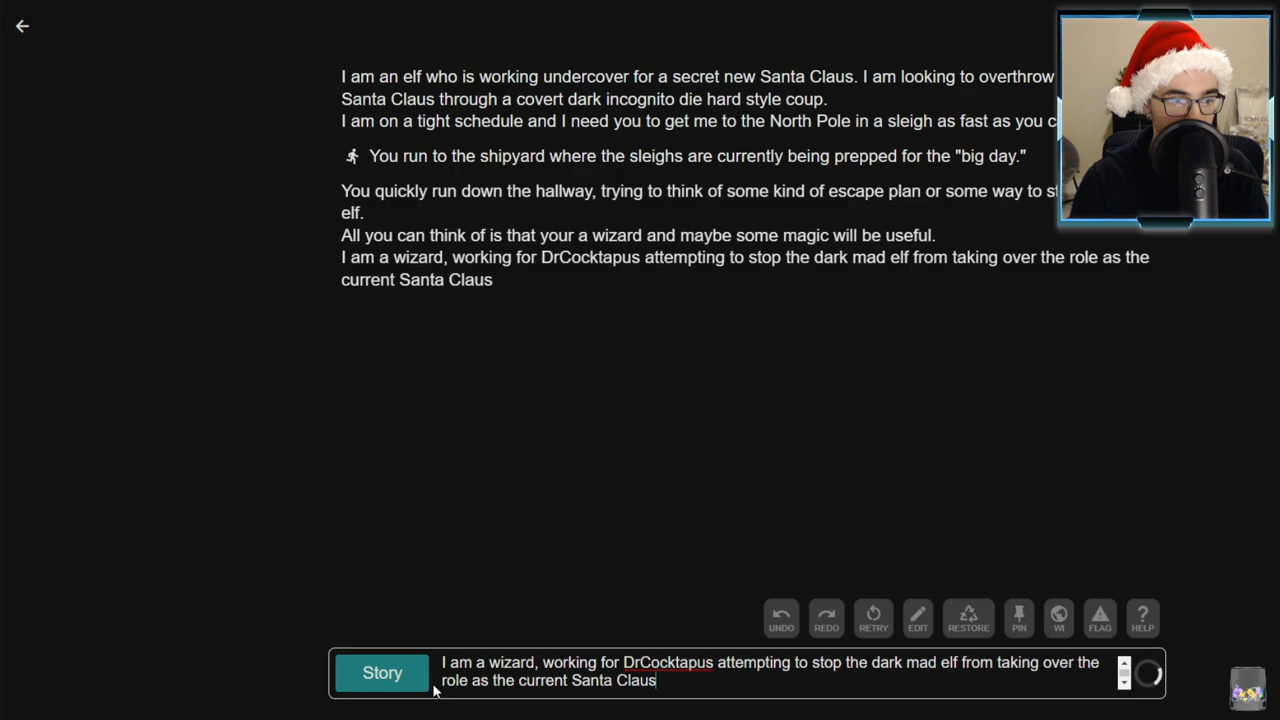 I am an elf who is working undercover for a secret new Santa Claus. I am looking to overthrow
Santa Claus through a covert dark incognito die hard style coup.
I am on a tight schedule and I need you to get me to the North Pole in a sleigh as fast as you
You run to the shipyard where the sleighs are currently being prepped for the "big day."
You quickly run down the hallway, trying to think of some kind of escape plan or some way to
elf.
All you can think of is that your a wizard and maybe some magic will be useful.
I am a wizard, working for DrCocktapus attempting to stop the dark mad elf from taking over the role as the
current Santa Claus
UNDO REDO RETRY EDIT RESTORE PIN WI FLAG HELP
Story I am a wizard, working for DrCocktapus attempting to stop the dark mad elf from taking over the
role as the current Santa Claus